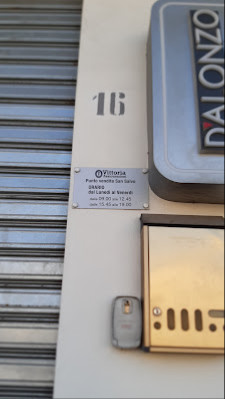 16
D'ALONZO
Vittoria
Punto vendita San Salvo
ORARIO
dal Lunedì al Venerdì
dalle 09.00 alle 12.45
dalle 15.45 alle 19.00